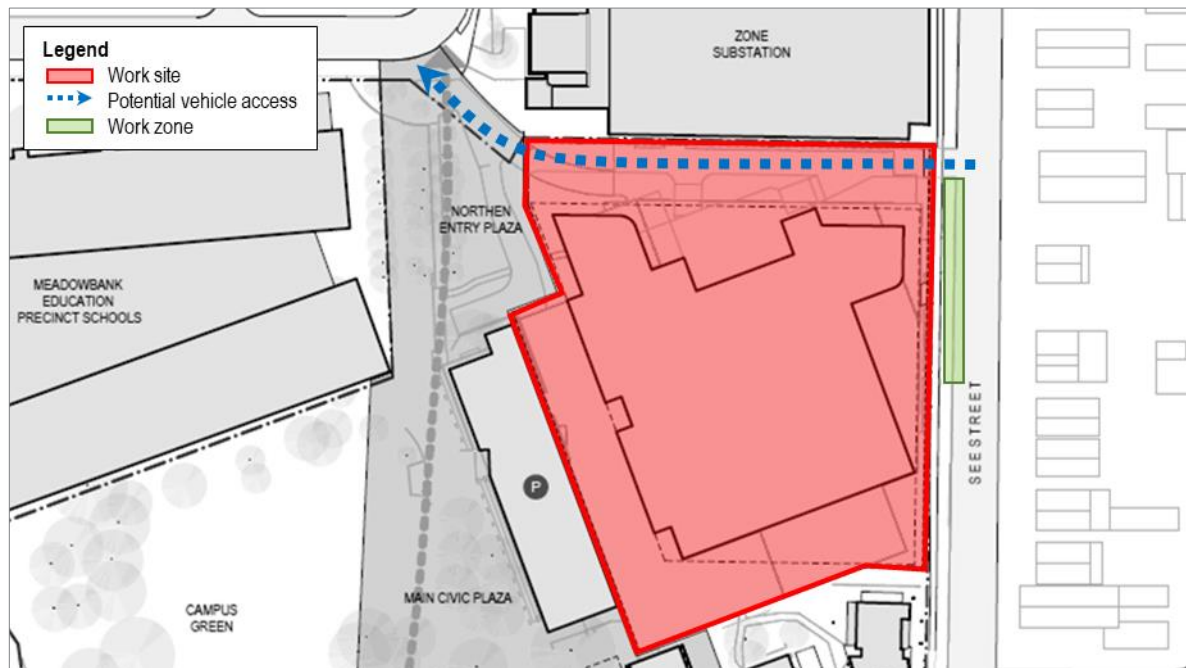 Legend
Work site
Potential vehicle access
Work zone
ZONE
SUBSTATION
NORTHEN
ENTRY PLAZA
MEADOWBANK
EDUCATION
PRECINCT SCHOOLS
SEE STREET
P
MAIN CIVIC PLAZA
CAMPUS
GREEN